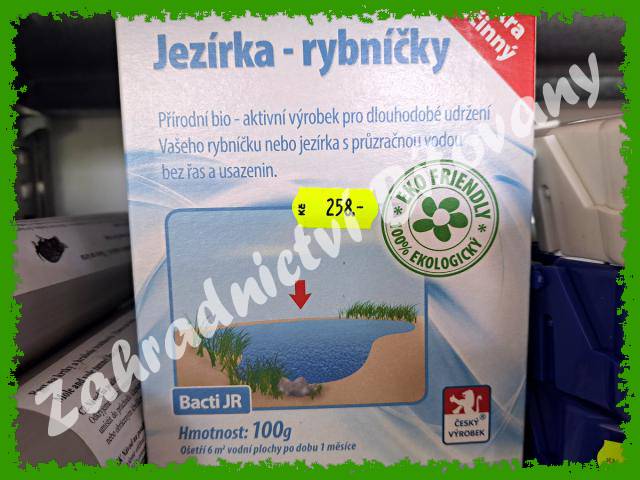 Jezírka - rybníčky
činný
Přírodní bio - aktivní výrobek pro dlouhodobé udržení
Vašeho rybníčku nebo jezírka s průzračnou vodou
bez řas a usazenin.
Kč 258.-
* EKO FRIENDLY *
100% EKOLOGICKÝ
Bacti JR
Hmotnost: 100g
Ošetří 6 m² vodní plochy po dobu 1 měsíce
ČESKÝ
VÝROBEK
Zahradnictví